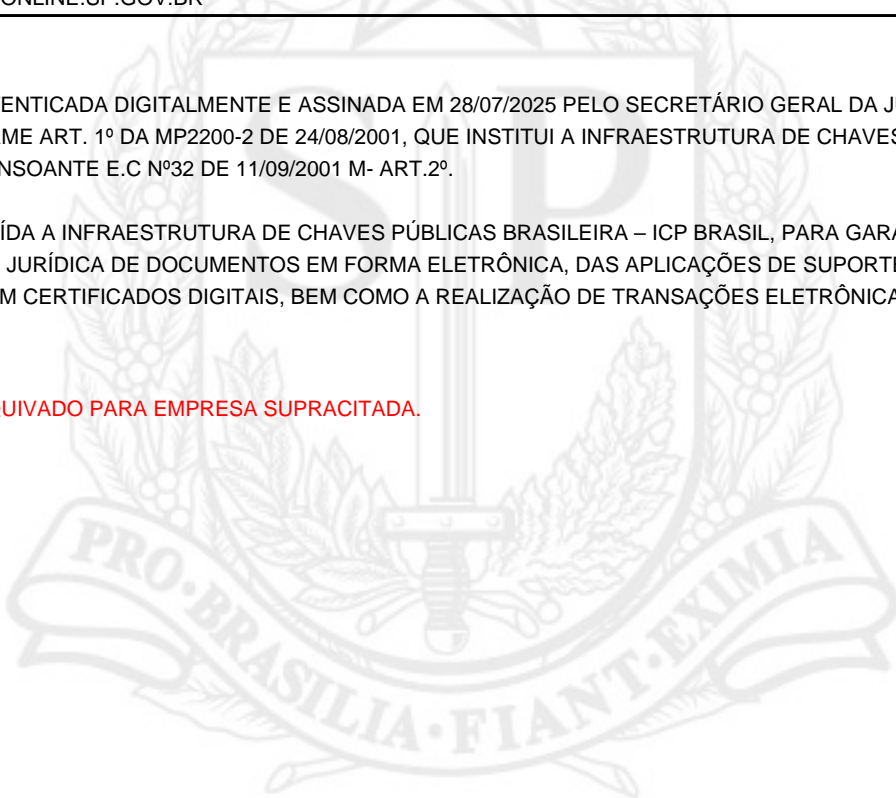 ONLINE.SP.GOV.BR
ENTICADA DIGITALMENTE E ASSINADA EM 28/07/2025 PELO SECRETÁRIO GERAL DA J
ME ART. 1º DA MP2200-2 DE 24/08/2001, QUE INSTITUI A INFRAESTRUTURA DE CHAVES
NSOANTE E.C Nº32 DE 11/09/2001 M- ART.2º.
ÍDA A INFRAESTRUTURA DE CHAVES PÚBLICAS BRASILEIRA – ICP BRASIL, PARA GARA
JURÍDICA DE DOCUMENTOS EM FORMA ELETRÔNICA, DAS APLICAÇÕES DE SUPORTE
M CERTIFICADOS DIGITAIS, BEM COMO A REALIZAÇÃO DE TRANSAÇÕES ELETRÔNICA
UIVADO PARA EMPRESA SUPRACITADA.
SP
PRO·BRASILIA·FIANT·EXIMIA